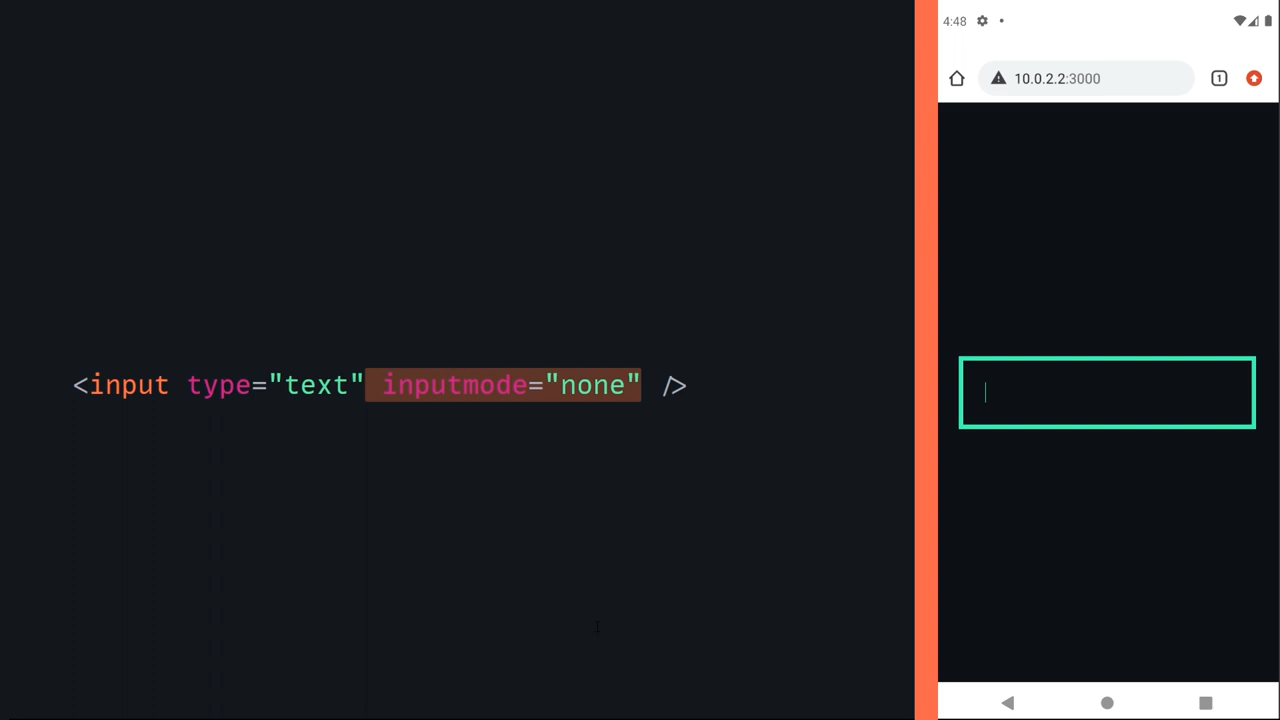 <input type="text" inputmode="none" />
4:48
10.0.2.2:3000
1